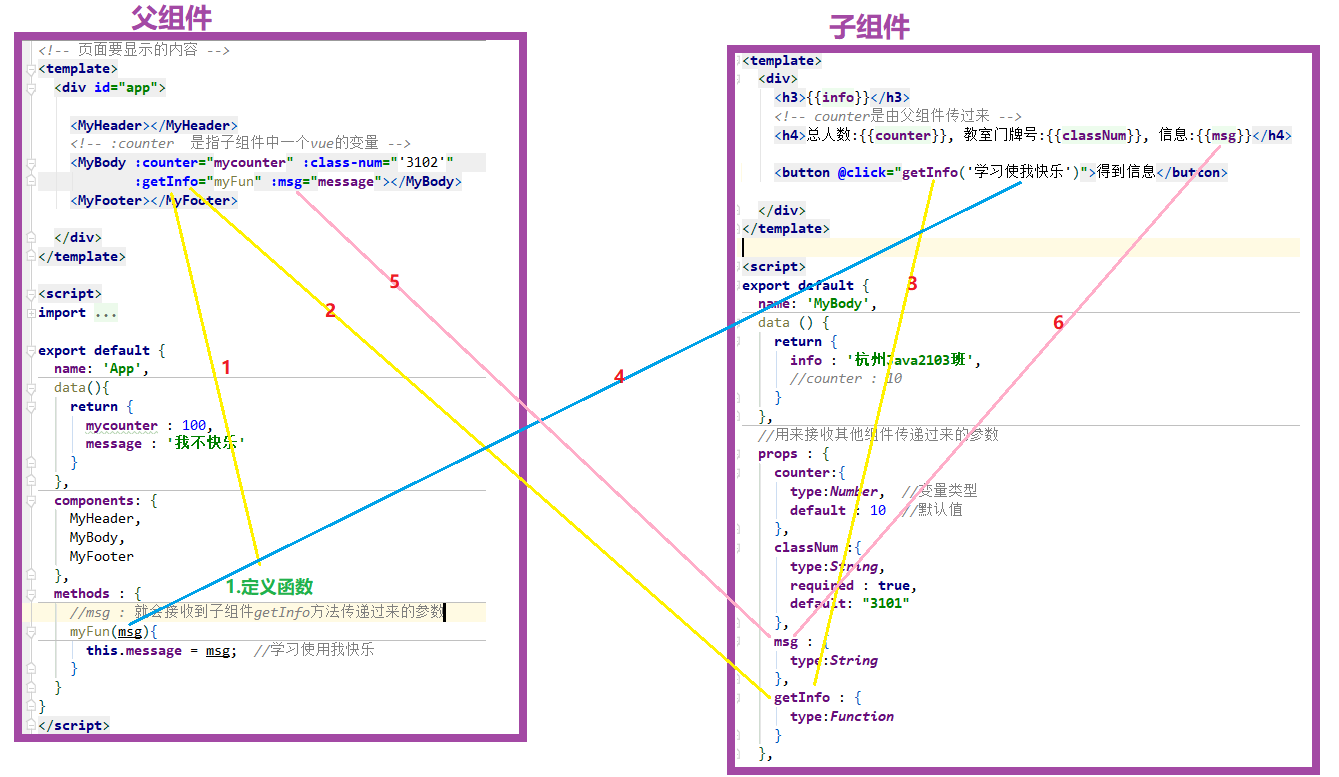 父组件
<!-- 页面要显示的内容 -->
<template>
<div id="app">
<MyHeader></MyHeader>
<!-- :counter  是指子组件中一个vue的变量 -->
<MyBody :counter="mycounter" :class-num="'3102'"
:getInfo="myFun" :msg="message"></MyBody>
<MyFooter></MyFooter>
</div>
</template>
<script>
import ...
export default {
name: 'App',
data(){
return {
mycounter : 100,
message : '我不快乐'
}
},
components: {
MyHeader,
MyBody,
MyFooter
},
1.定义函数
methods : {
//msg : 就会接收到子组件getInfo方法传递过来的参数
myFun(msg){
this.message = msg;  //学习使用我快乐
}
}
}
</script>
1
2
5
4
子组件
<template>
<div>
<h3>{{info}}</h3>
<!-- counter是由父组件传过来 -->
<h4>总人数:{{counter}}, 教室门牌号:{{classNum}}, 信息:{{msg}}</h4>
<button @click="getInfo('学习使我快乐')">得到信息</button>
</div>
</template>
<script>
export default {
name: 'MyBody',
data () {
return {
info : '杭州Java2103班',
//counter : 10
}
},
//用来接收其他组件传递过来的参数
props : {
counter:{
type:Number,  //变量类型
default : 10  //默认值
},
classNum :{
type:String,
required : true,
default: "3101"
},
msg : {
type:String
},
getInfo : {
type:Function
}
},
3
6